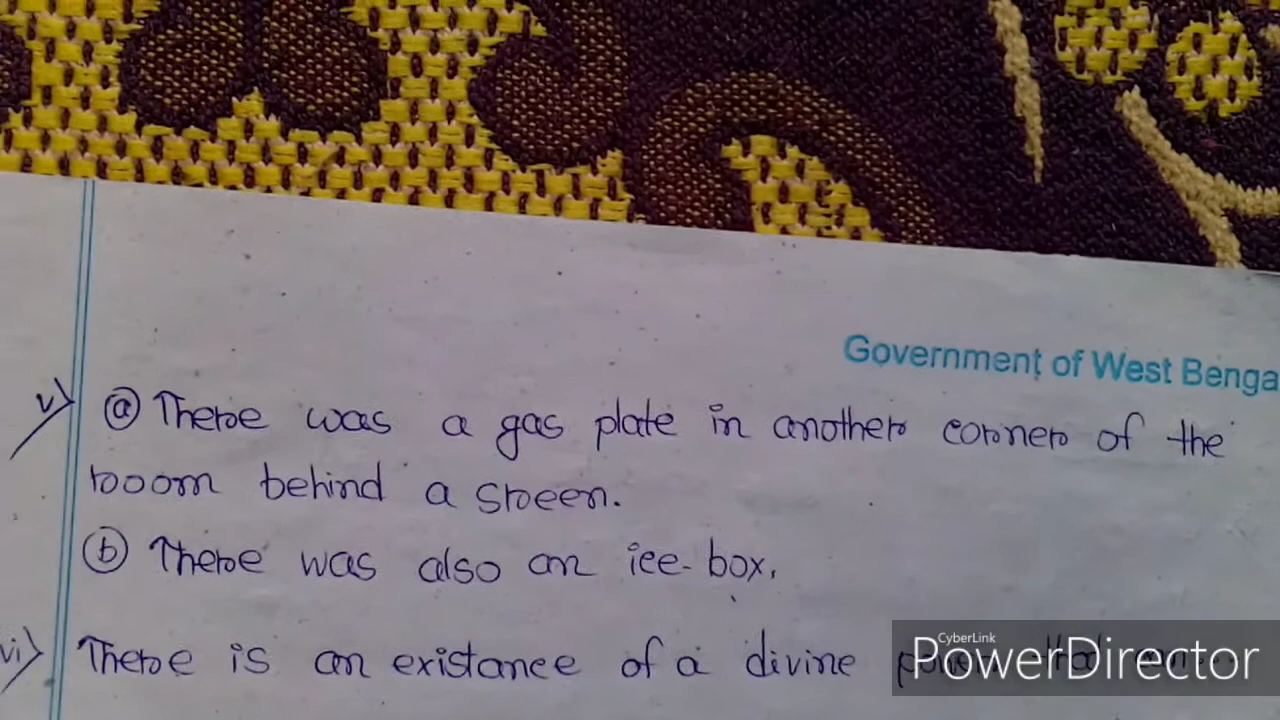 Government of West Benga
v) (a) There was a gas plate in another corner of the
room behind a sreen.
(b) There was also an ice-box.
vi) There is an existance of a divine
CyberLink
PowerDirector